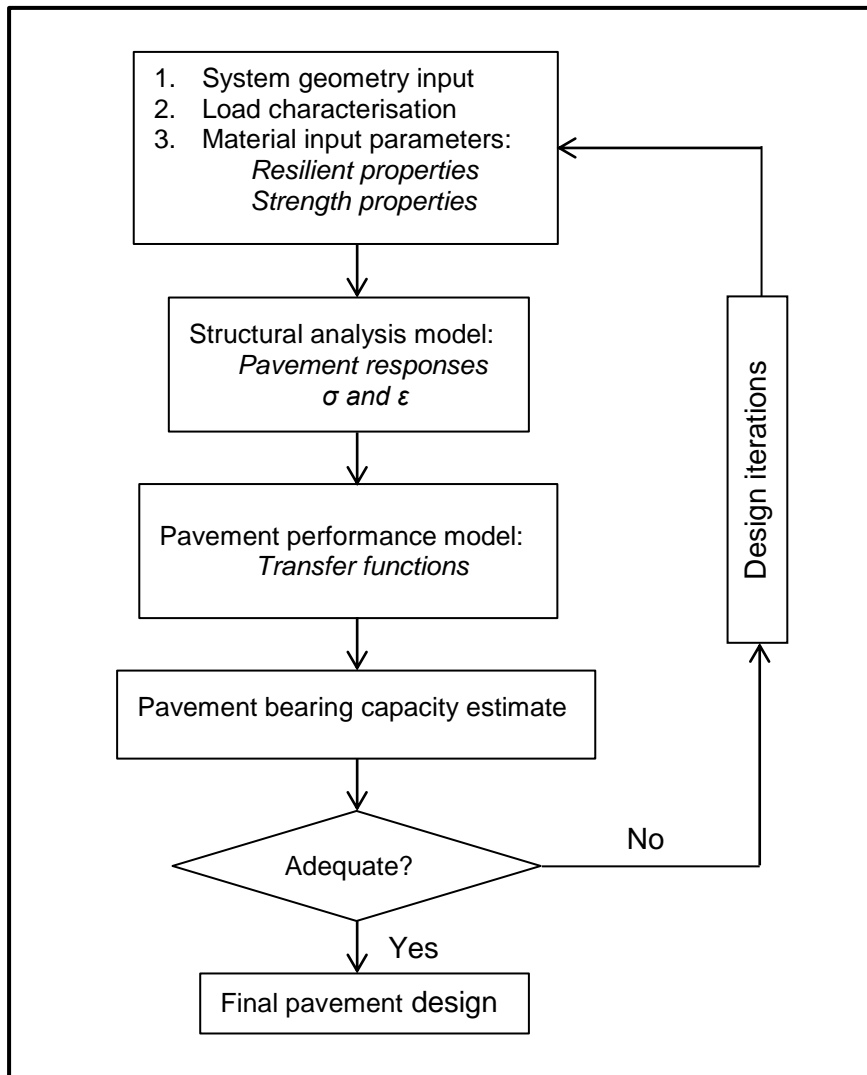 1. System geometry input
2. Load characterisation
3. Material input parameters:
Resilient properties
Strength properties
Structural analysis model:
Pavement responses
σ and ε
Pavement performance model:
Transfer functions
Pavement bearing capacity estimate
Adequate?
No
Design iterations
Yes
Final pavement design